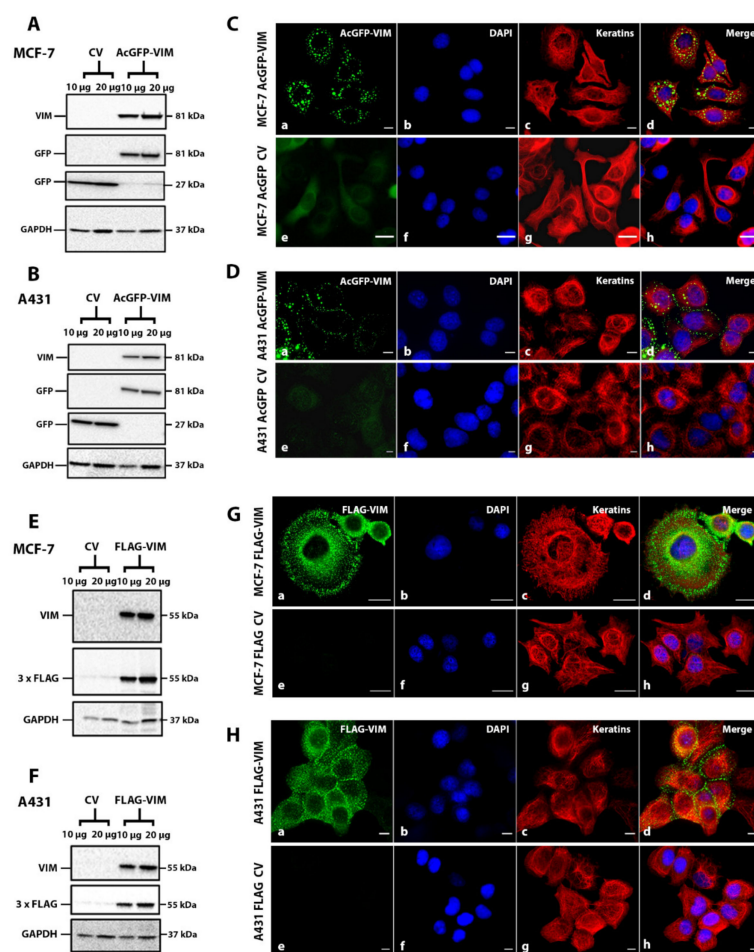 A
MCF-7
CV AcGFP-VIM
10 µg 20 µg 10 µg 20 µg
VIM 81 kDa
GFP 81 kDa
GFP 27 kDa
GAPDH 37 kDa
B
A431
CV AcGFP-VIM
10 µg 20 µg 10 µg 20 µg
VIM 81 kDa
GFP 81 kDa
GFP 27 kDa
GAPDH 37 kDa
C
MCF-7 AcGFP-VIM
AcGFP-VIM DAPI Keratins Merge
a b c d
MCF-7 AcGFP CV
e f g h
D
A431 AcGFP-VIM
AcGFP-VIM DAPI Keratins Merge
a b c d
A431 AcGFP CV
e f g h
E
MCF-7
CV FLAG-VIM
10 µg 20 µg 10 µg 20 µg
VIM 55 kDa
3 x FLAG 55 kDa
GAPDH 37 kDa
F
A431
CV FLAG-VIM
10 µg 20 µg 10 µg 20 µg
VIM 55 kDa
3 x FLAG 55 kDa
GAPDH 37 kDa
G
MCF-7 FLAG-VIM
FLAG-VIM DAPI Keratins Merge
a b c d
MCF-7 FLAG CV
e f g h
H
A431 FLAG-VIM
FLAG-VIM DAPI Keratins Merge
a b c d
A431 FLAG CV
e f g h